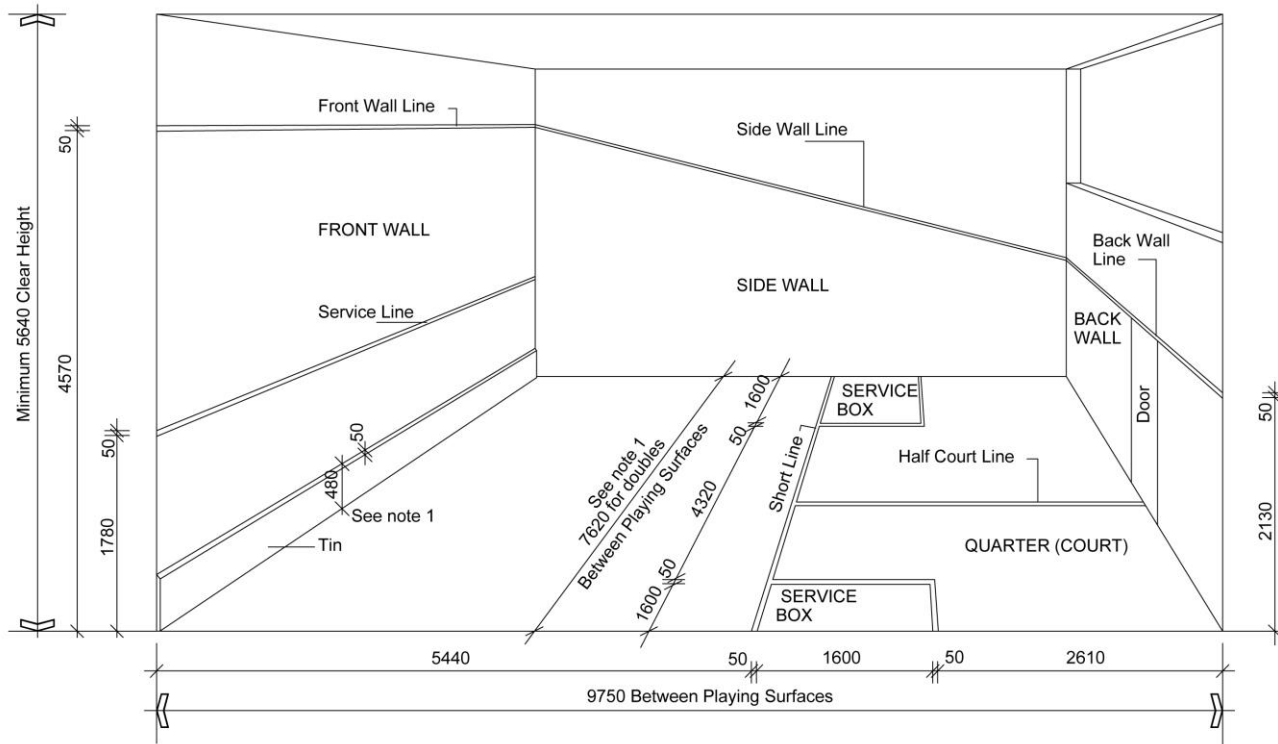 Front Wall Line
Side Wall Line
50
Minimum 5640 Clear Height
FRONT WALL
Back Wall
Line
SIDE WALL
Service Line
BACK
WALL
4570
1600
SERVICE
BOX
50
50
Door
50
50
See note 1
7620 for doubles
Between Playing Surfaces
4320
Short Line
Half Court Line
480
See note 1
1780
2130
Tin
QUARTER (COURT)
50
1600
SERVICE
BOX
5440
50
1600
50
2610
9750 Between Playing Surfaces